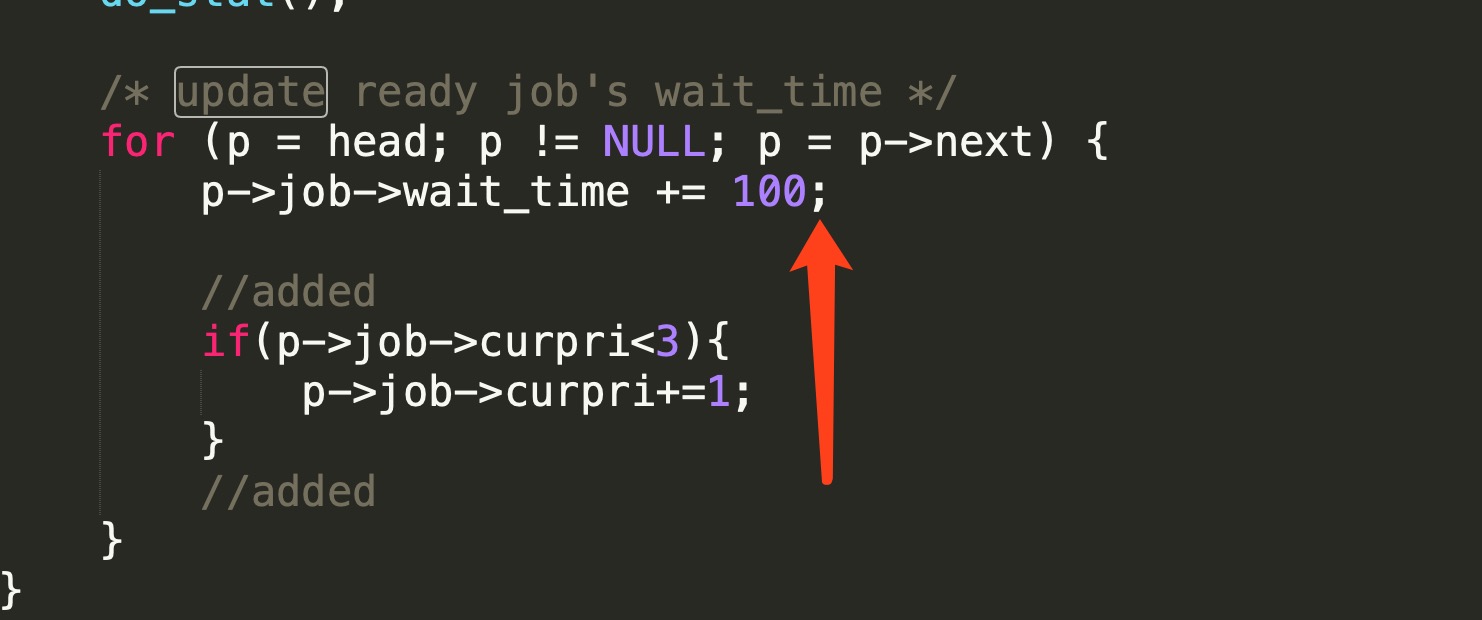 do_stat();
/* update ready job's wait_time */
for (p = head; p != NULL; p = p->next) {
p->job->wait_time += 100;
//added
if(p->job->curpri<3){
p->job->curpri+=1;
}
//added
}
}